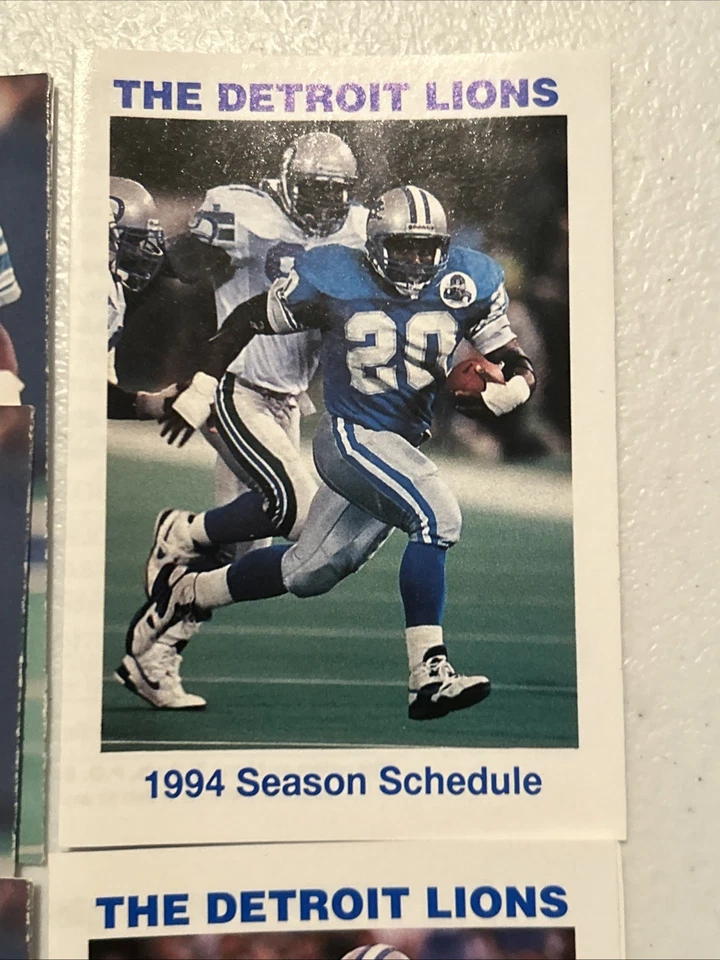 THE DETROIT LIONS
20
1994 Season Schedule
THE DETROIT LIONS